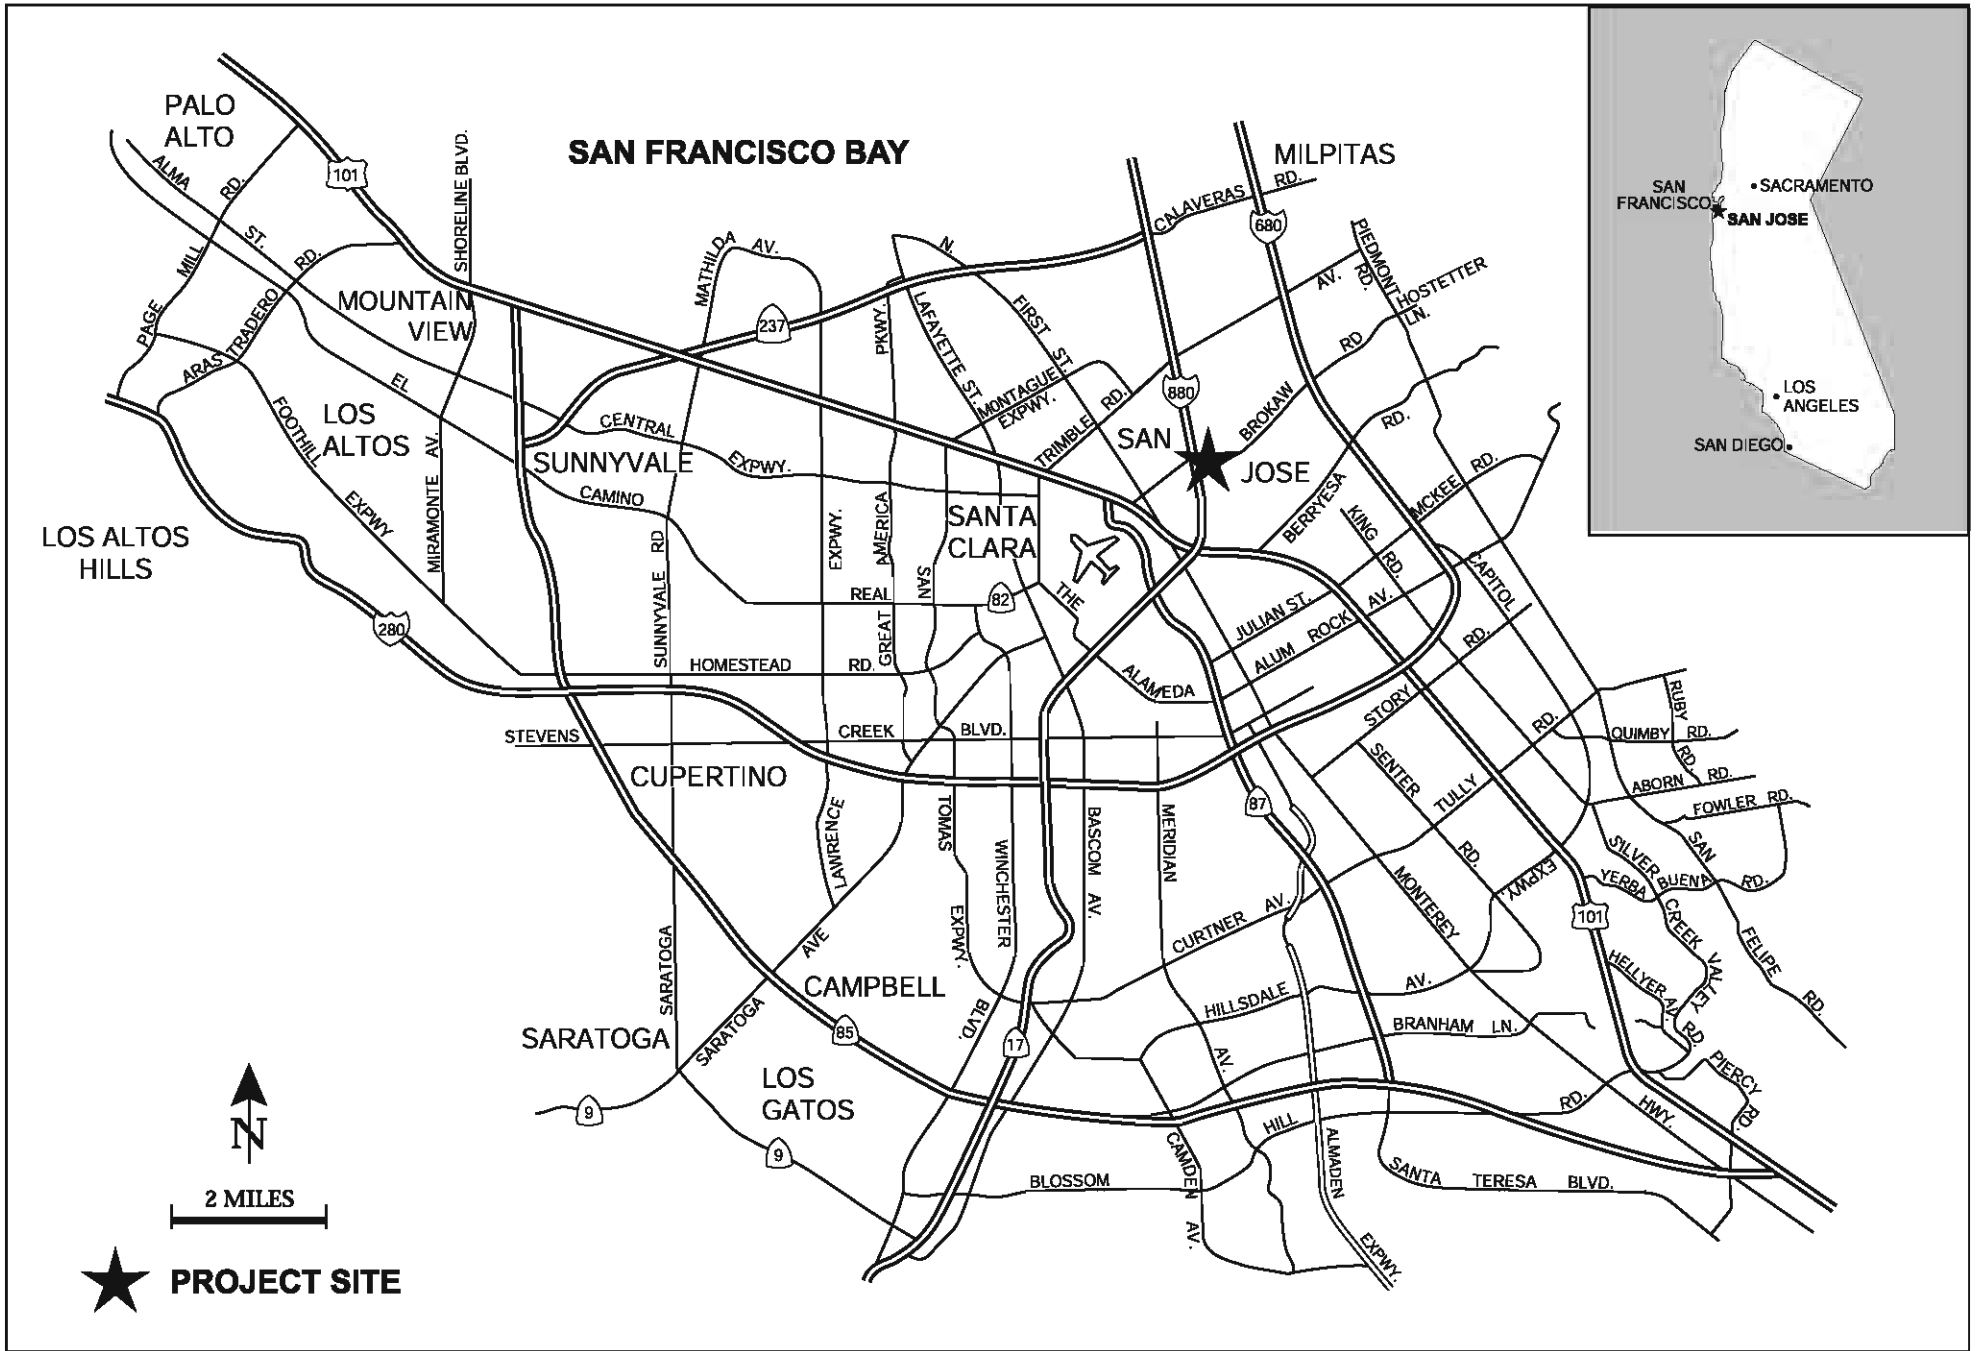 PALO
ALTO
SAN FRANCISCO BAY
MILPITAS
101
SHORELINE BLVD.
ALMA
ST.
PAGE
MILL
RD.
ARASTRADERO
RD.
MOUNTAIN
VIEW
MATHILDA
AV.
237
N.
FIRST
ST.
CALAVERAS
RD.
680
PIEDMONT
RD.
HOSTETTER
LN.
AV.
PKWY.
LAFAYETTE ST.
MONTAGUE
EXPWY.
TRIMBLE
RD.
880
BROKAW
RD
SAN
JOSE
EL
FOOTHILL
EXPWY
LOS
ALTOS
MIRAMONTE
AV.
CENTRAL
EXPWY.
SUNNYVALE
CAMINO
SANTA
CLARA
LOS ALTOS
HILLS
280
SUNNYVALE
RD
EXPWY.
AMERICA
GREAT
SAN
REAL
82
THE
ALAMEDA
BERRYESA
RD.
KING
RD.
MCKEE
RD.
CAPITOL
JULIAN ST.
ALUM
ROCK
AV.
STORY
RD.
HOMESTEAD
RD.
STEVENS
CREEK
BLVD.
CUPERTINO
LAWRENCE
TOMAS
EXPWY.
WINCHESTER
BLVD.
BASCOM
AV.
MERIDIAN
AV.
87
SENTER
RD.
TULLY
RD.
EXPWY.
MONTEREY
HWY.
RUBY
RD.
QUIMBY
RD.
ABORN
RD.
FOWLER RD.
SAN
FELIPE
RD.
SILVER
CREEK
VALLEY
RD.
YERBA
BUENA
RD.
101
HELLYER AV.
PIERCY
RD.
CURTNER
AV.
HILLSDALE
AV.
BRANHAM
LN.
SARATOGA
SARATOGA
SARATOGA
AVE
CAMPBELL
85
17
LOS
GATOS
9
9
BLOSSOM
HILL
RD.
CAMDEN
AV.
ALMADEN
EXPWY.
SANTA
TERESA
BLVD.
N
2 MILES
PROJECT SITE
SAN
FRANCISCO
SACRAMENTO
SAN JOSE
LOS
ANGELES
SAN DIEGO